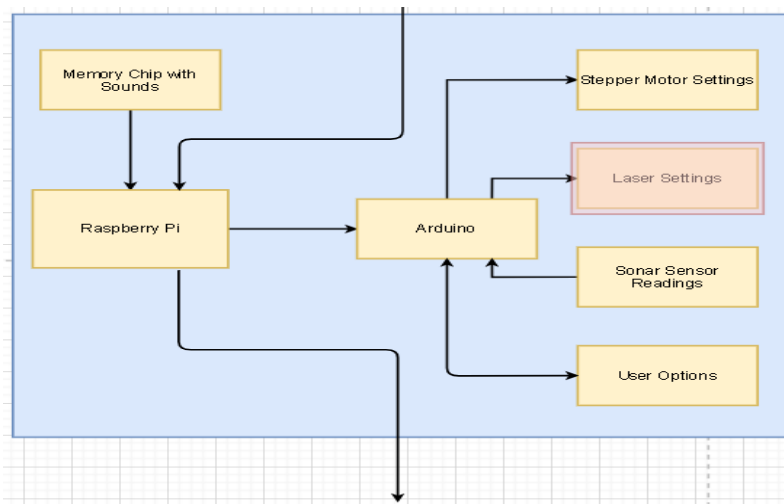 Memory Chip with
Sounds
Stepper Motor Settings
Laser Settings
Raspberry Pi
Arduino
Sonar Sensor
Readings
User Options